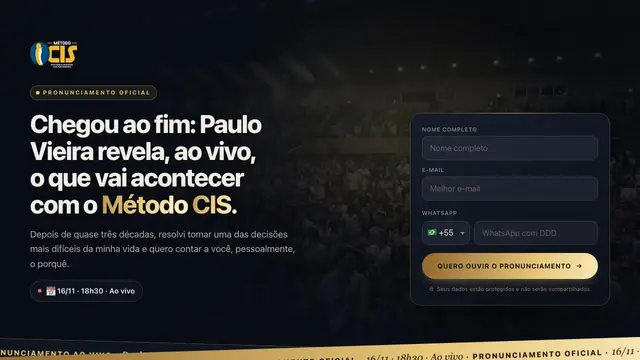 MÉTODO
CIS
PRONUNCIAMENTO OFICIAL
Chegou ao fim: Paulo
Vieira revela, ao vivo,
o que vai acontecer
com o Método CIS.
Depois de quase três décadas, resolvi tomar uma das decisões
mais difíceis da minha vida e quero contar a você, pessoalmente,
o porquê.
16/11 · 18h30 · Ao vivo
NOME COMPLETO
Nome completo
E-MAIL
Melhor e-mail
WHATSAPP
+55
WhatsApp com DDD
QUERO OUVIR O PRONUNCIAMENTO →
Seus dados estão protegidos e não serão compartilhados.
OFICIAL · 16/11 · 18h30 · Ao vivo · PRONUNCIAMENTO OFICIAL · 16/11 ·